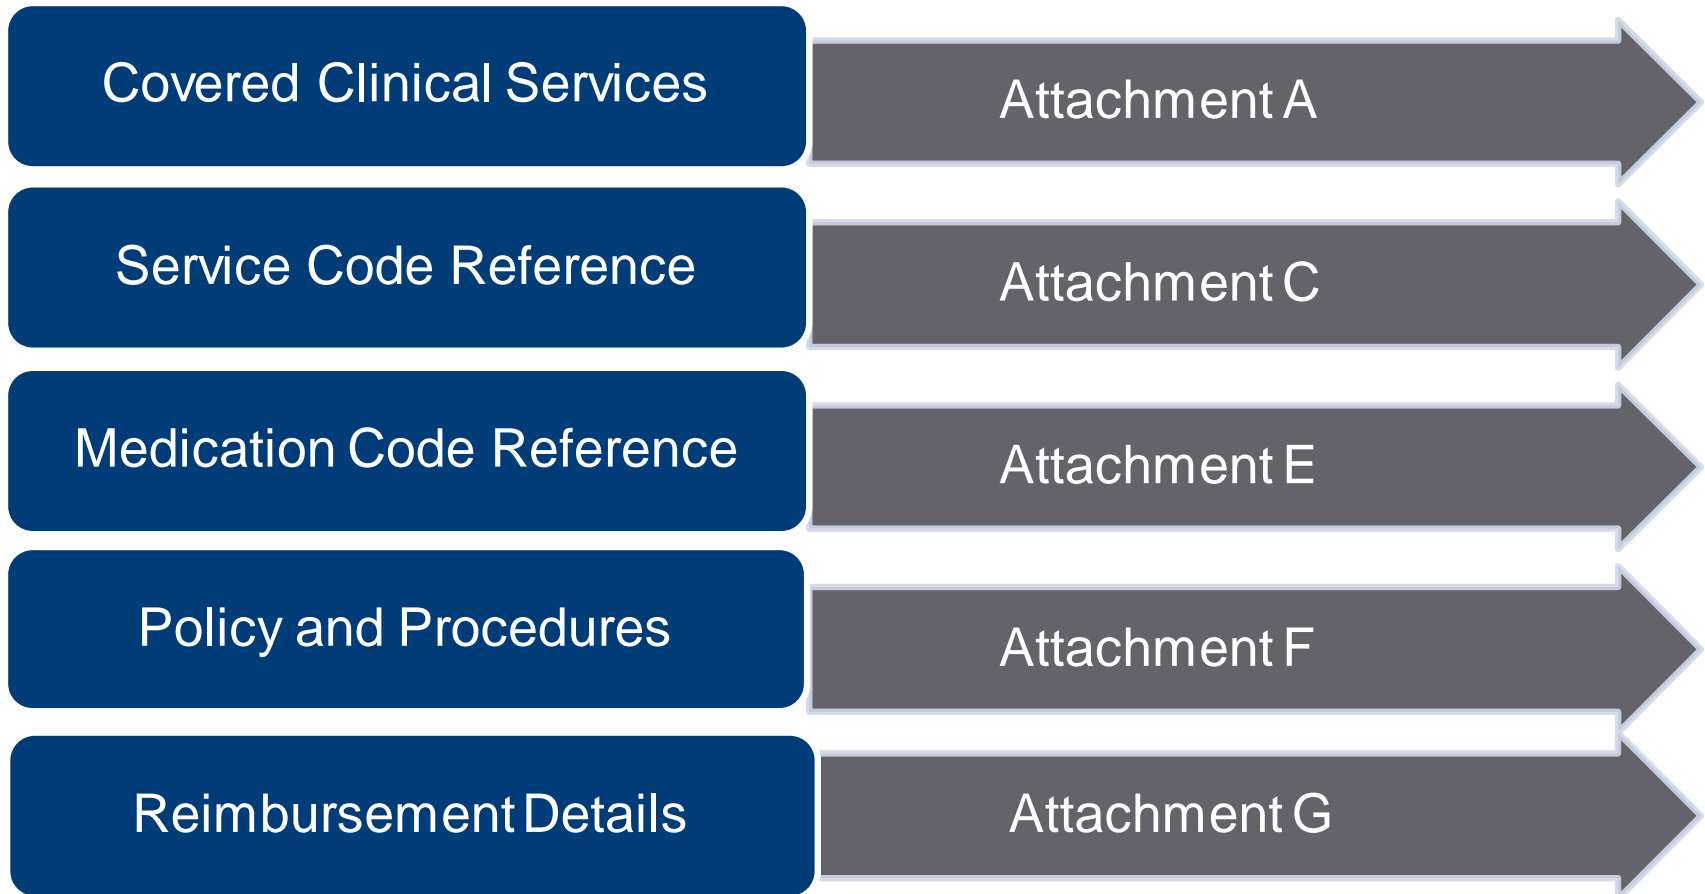 Covered Clinical Services
Attachment A
Service Code Reference
Attachment C
Medication Code Reference
Attachment E
Policy and Procedures
Attachment F
Reimbursement Details
Attachment G